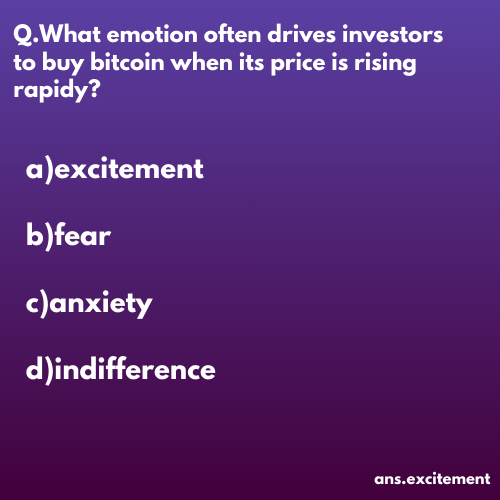 Q.What emotion often drives investors
to buy bitcoin when its price is rising
rapidy?
a)excitement
b)fear
c)anxiety
d)indifference
ans.excitement